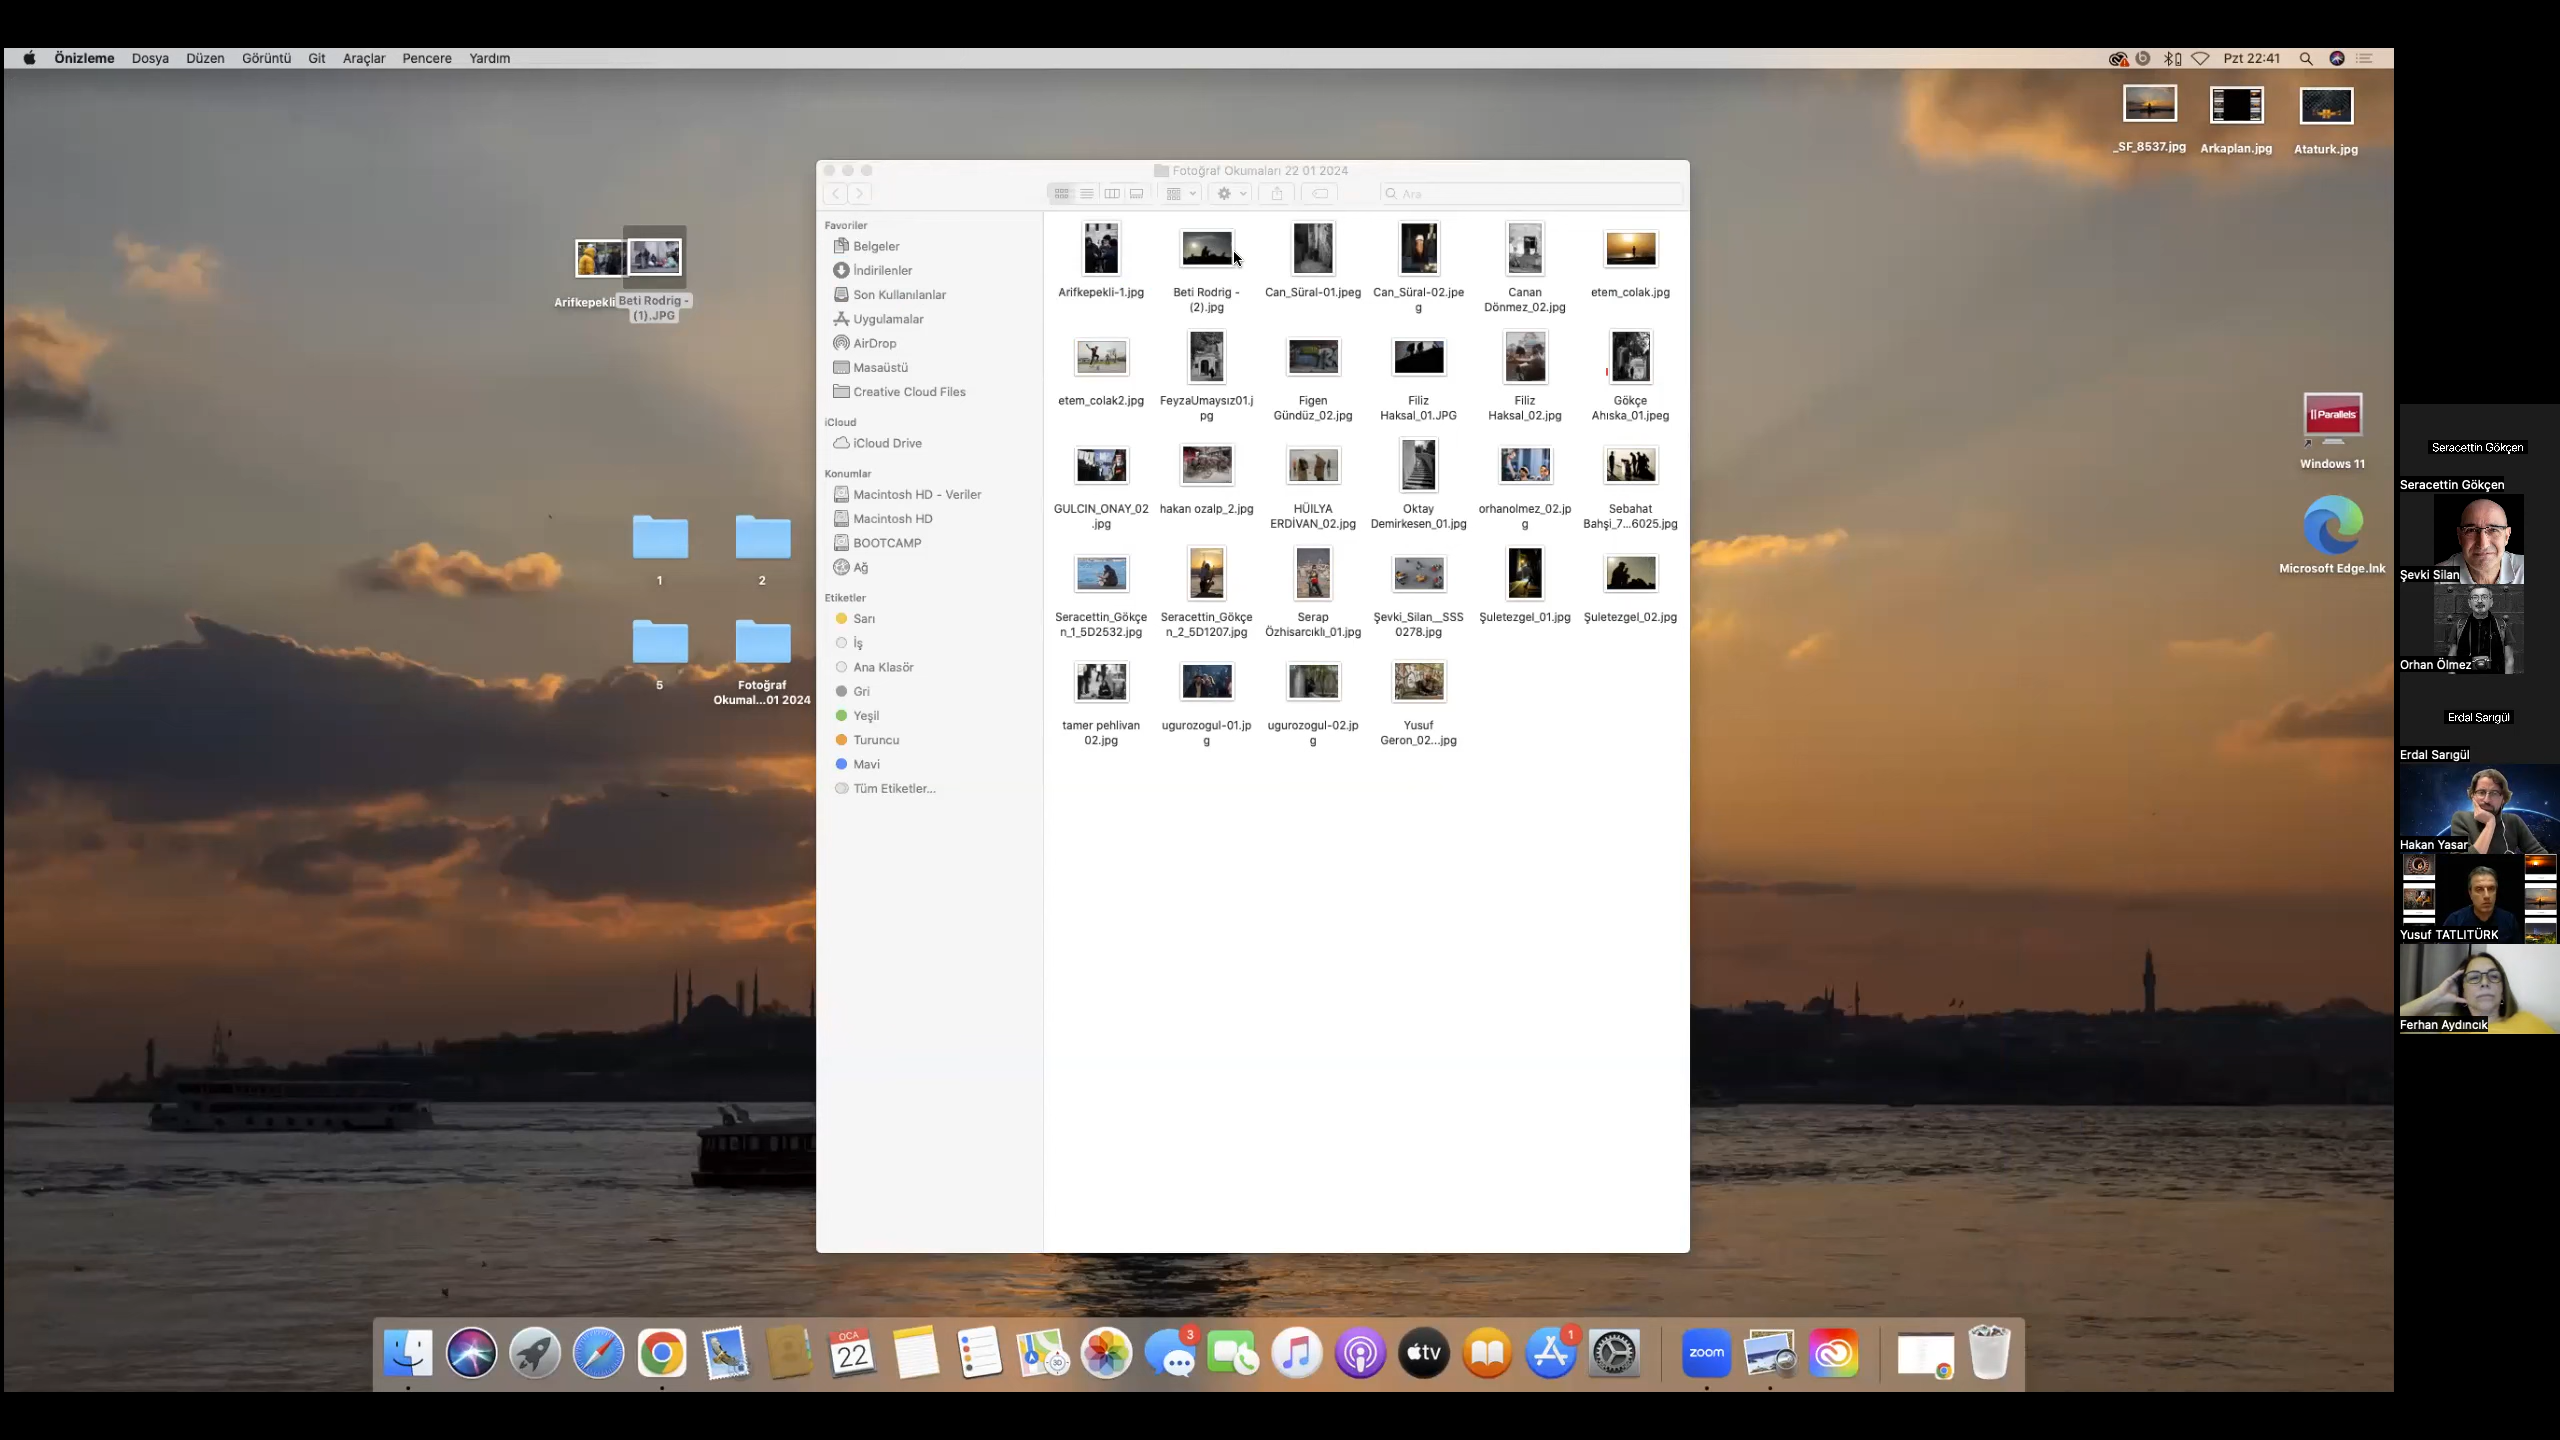 Önizleme Dosya Düzen Görüntü Git Araçlar Pencere Yardım
Pzt 22:41
_SF_8537.jpg Arkaplan.jpg Ataturk.jpg
Arifkepekli
Beti Rodrig -
(1).JPG
1 2
5 Fotoğraf
Okumal...01 2024
Fotoğraf Okumaları 22 01 2024
Ara
Favoriler
Belgeler
İndirilenler
Son Kullanılanlar
Uygulamalar
AirDrop
Masaüstü
Creative Cloud Files
iCloud
iCloud Drive
Konumlar
Macintosh HD - Veriler
Macintosh HD
BOOTCAMP
Ağ
Etiketler
Sarı
İş
Ana Klasör
Gri
Yeşil
Turuncu
Mavi
Tüm Etiketler...
Arifkepekli-1.jpg Beti Rodrig - Can_Süral-01.jpeg Can_Süral-02.jpe Canan etem_colak.jpg
(2).jpg g Dönmez_02.jpg
etem_colak2.jpg FeyzaUmaysız01.j Figen Filiz Filiz Gökçe
pg Gündüz_02.jpg Haksal_01.JPG Haksal_02.jpg Ahıska_01.jpeg
GULCIN_ONAY_02 hakan ozalp_2.jpg HÜİLYA Oktay orhanolmez_02.jp Sebahat
.jpg ERDİVAN_02.jpg Demirkesen_01.jpg g Bahşi_7...6025.jpg
Seracettin_Gökçe Seracettin_Gökçe Serap Şevki_Silan__SSS Şuletezgel_01.jpg Şuletezgel_02.jpg
n_1_5D2532.jpg n_2_5D1207.jpg Özhisarcıklı_01.jpg 0278.jpg
tamer pehlivan ugurozogul-01.jp ugurozogul-02.jp Yusuf
02.jpg g g Geron_02...jpg
Parallels
Windows 11
Microsoft Edge.lnk
Seracettin Gökçen
Seracettin Gökçen
Şevki Silan
Orhan Ölmez
Erdal Sarıgül
Erdal Sarıgül
Hakan Yasar
Yusuf TATLITÜRK
Ferhan Aydıncık
OCA
22
3D
3
tv
1
zoom